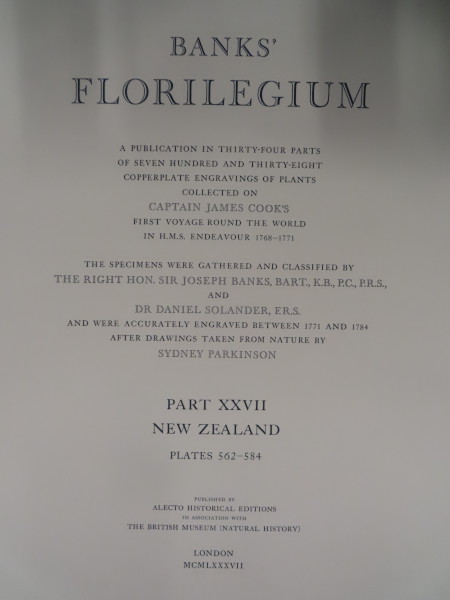 BANKS'
FLORILEGIUM
A PUBLICATION IN THIRTY-FOUR PARTS
OF SEVEN HUNDRED AND THIRTY-EIGHT
COPPERPLATE ENGRAVINGS OF PLANTS
COLLECTED ON
CAPTAIN JAMES COOK'S
FIRST VOYAGE ROUND THE WORLD
IN H.M.S. ENDEAVOUR 1768–1771
THE SPECIMENS WERE GATHERED AND CLASSIFIED BY
THE RIGHT HON. SIR JOSEPH BANKS, BART., K.B., P.C., P.R.S.,
AND
DR DANIEL SOLANDER, F.R.S.
AND WERE ACCURATELY ENGRAVED BETWEEN 1771 AND 1784
AFTER DRAWINGS TAKEN FROM NATURE BY
SYDNEY PARKINSON
PART XXVII
NEW ZEALAND
PLATES 562–584
PUBLISHED BY
ALECTO HISTORICAL EDITIONS
IN ASSOCIATION WITH
THE BRITISH MUSEUM (NATURAL HISTORY)
LONDON
MCMLXXXVII